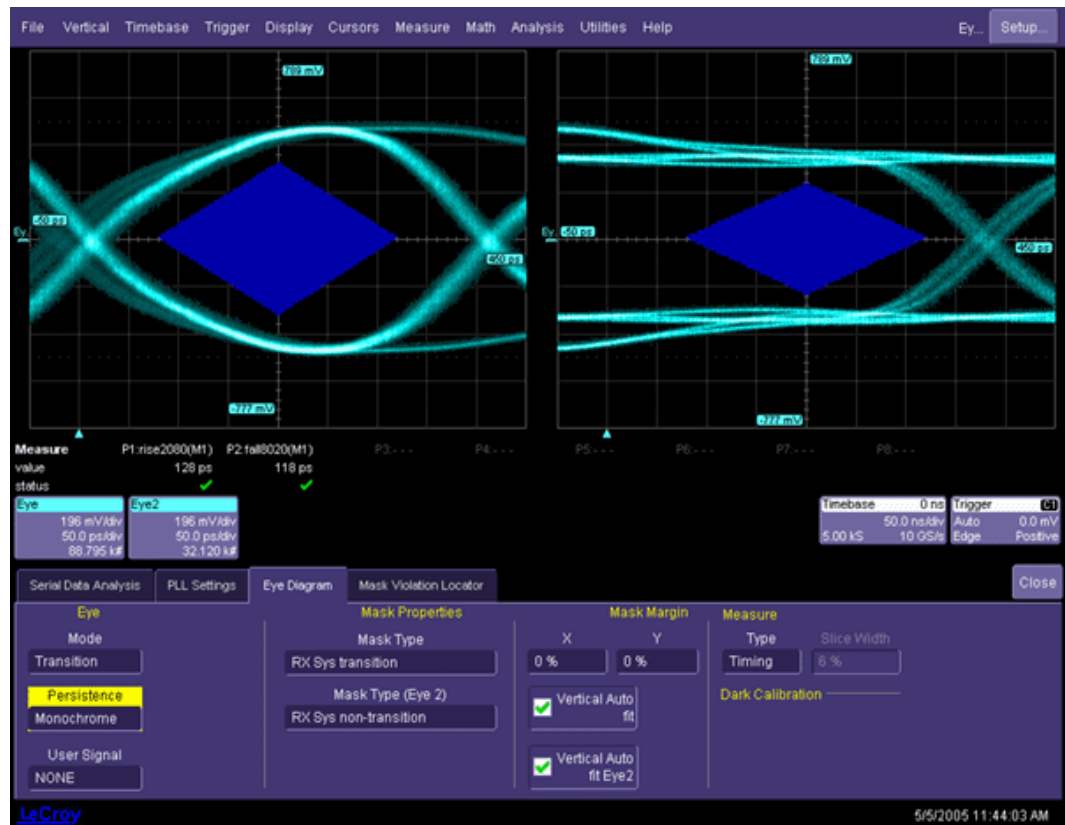 File Vertical Timebase Trigger Display Cursors Measure Math Analysis Utilities Help Ey... Setup...
789 mV 789 mV
-50 ps -50 ps
Ey. Ey.
450 ps 450 ps
-777 mV -777 mV
Measure P1:rise2080(M1) P2:fall8020(M1) P3:--- P4:--- P5:--- P6:--- P7:--- P8:---
value 128 ps 118 ps
status
Eye Eye2 Timebase 0 ns Trigger C1
196 mV/div 196 mV/div 50.0 ns/div Auto 0.0 mV
50.0 ps/div 50.0 ps/div 5.00 kS 10 GS/s Edge Positive
88.795 k# 32.120 k#
Serial Data Analysis PLL Settings Eye Diagram Mask Violation Locator Close
Eye Mask Properties Mask Margin Measure
Mode Mask Type X Y Type Slice Width
Transition RX Sys transition 0 % 0 % Timing 6 %
Persistence Mask Type (Eye 2) Vertical Auto fit Dark Calibration
Monochrome RX Sys non-transition
User Signal Vertical Auto fit Eye2
NONE
LeCroy 5/5/2005 11:44:03 AM